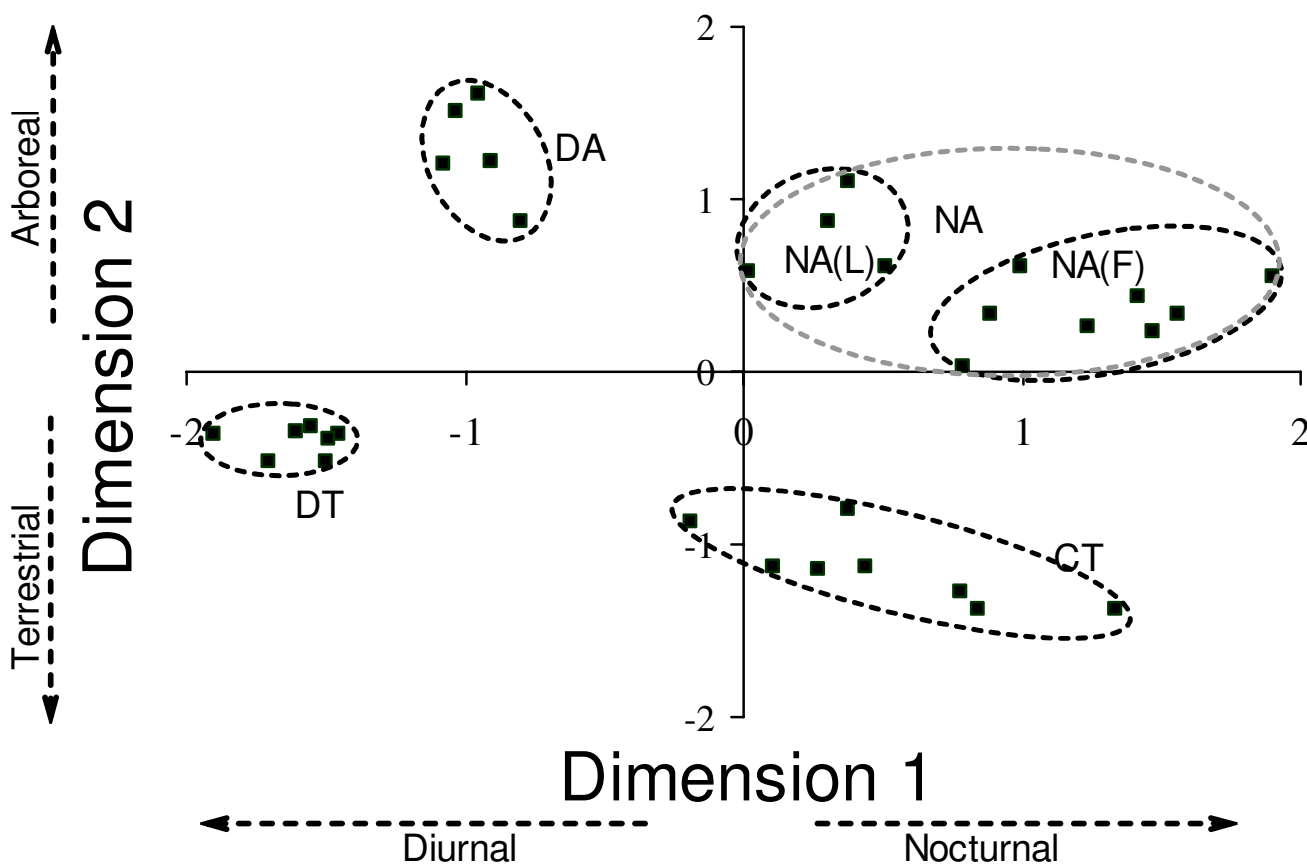 2
Arboreal
DA
1
NA
NA(L)
NA(F)
Dimension 2
0
-2
-1
0
1
2
DT
Terrestrial
-1
CT
-2
Dimension 1
Diurnal
Nocturnal